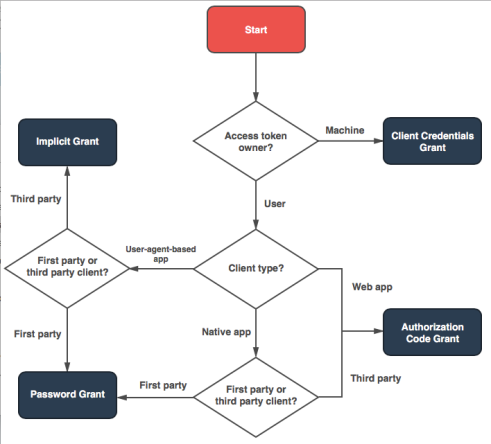 Start
Access token
owner?
Machine
Client Credentials
Grant
Implicit Grant
User
Third party
First party or
third party client?
User-agent-based
app
Client type?
Web app
First party
Native app
Authorization
Code Grant
Password Grant
First party
First party or
third party client?
Third party